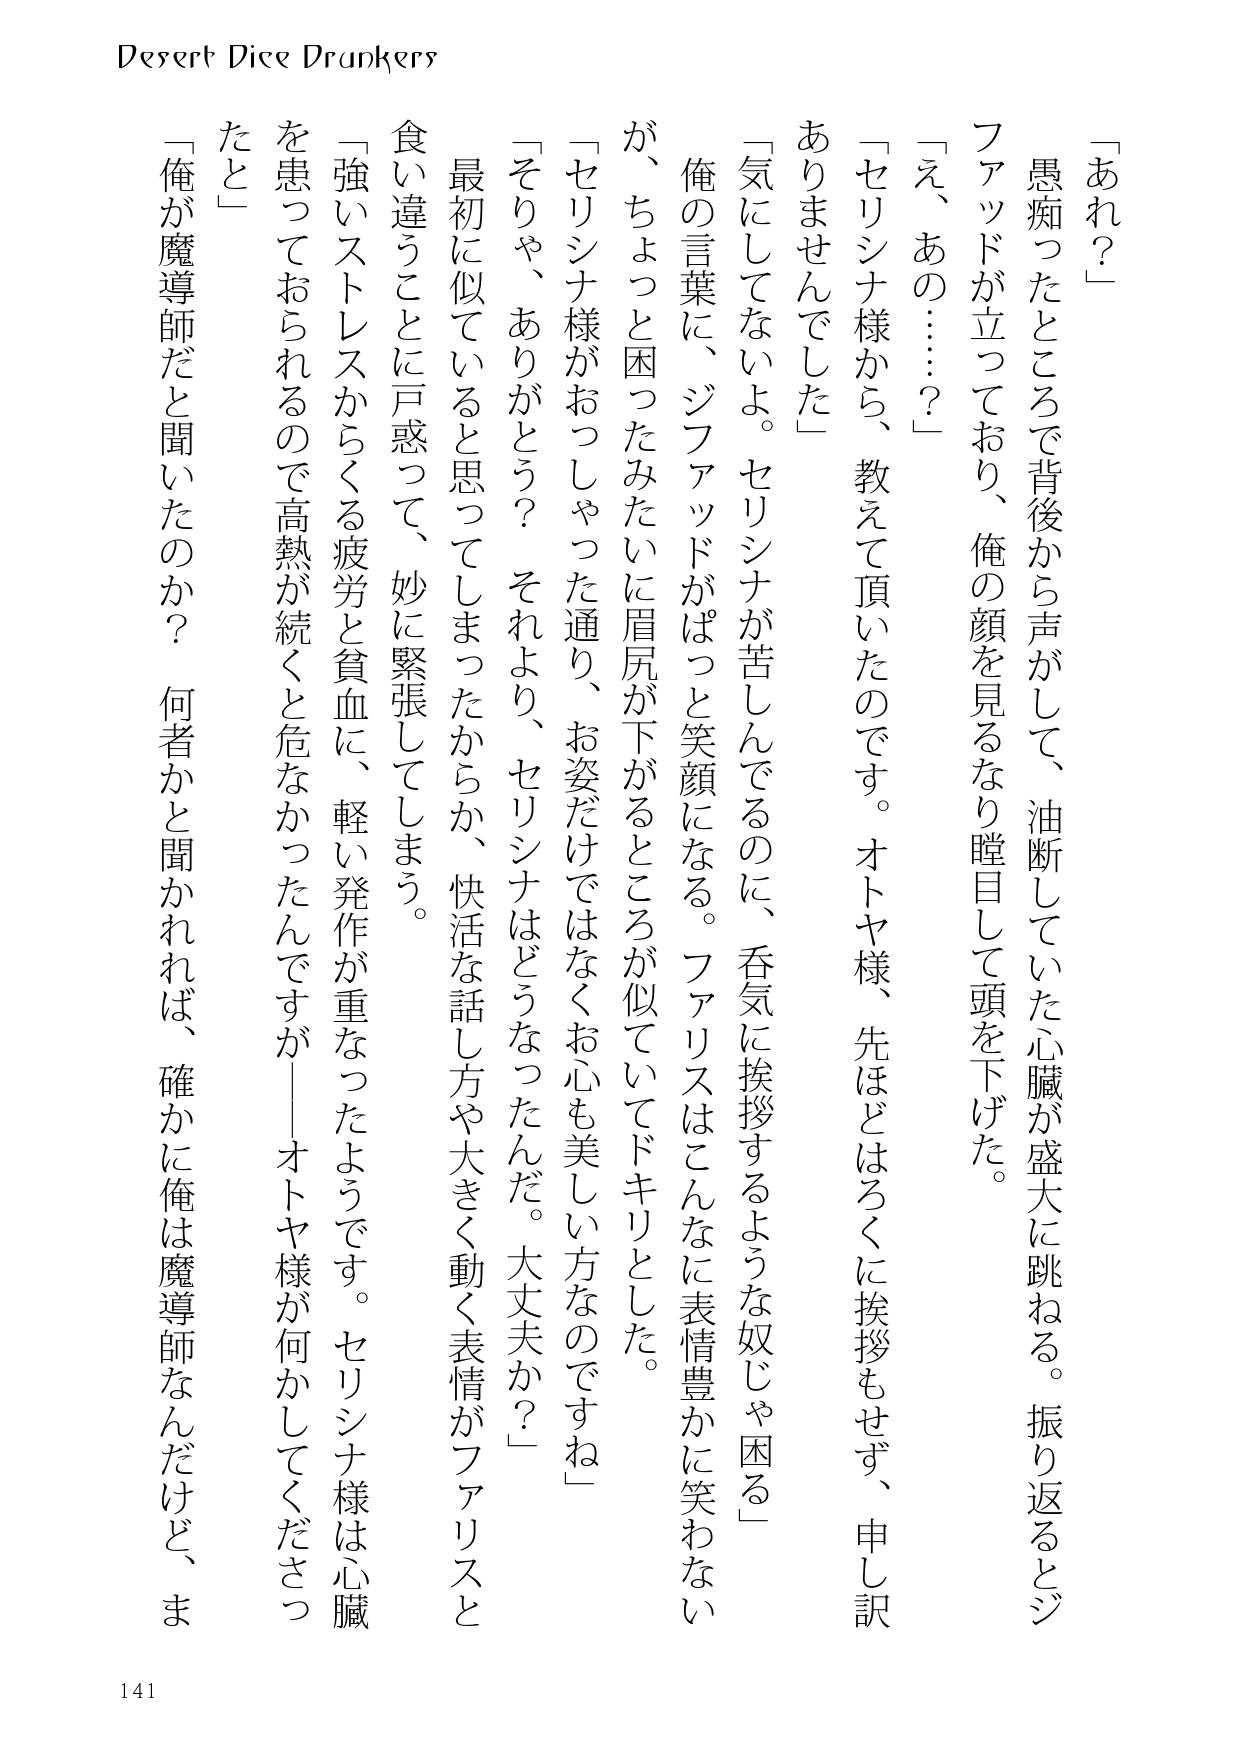 Desert Dice Drunkers
「あれ？」
愚痴ったところで背後から声がして、油断していた心臓が盛大に跳ねる。振り返るとジ
ファッドが立っており、俺の顔を見るなり瞠目して頭を下げた。
「え、あの……？」
「セリシナ様から、教えて頂いたのです。オトヤ様、先ほどはろくに挨拶もせず、申し訳
ありませんでした」
「気にしてないよ。セリシナが苦しんでるのに、呑気に挨拶するような奴じゃ困る」
俺の言葉に、ジファッドがぱっと笑顔になる。ファリスはこんなに表情豊かに笑わない
が、ちょっと困ったみたいに眉尻が下がるところが似ていてドキリとした。
「セリシナ様がおっしゃった通り、お姿だけではなくお心も美しい方なのですね」
「そりゃ、ありがとう？　それより、セリシナはどうなったんだ。大丈夫か？」
最初に似ていると思ってしまったからか、快活な話し方や大きく動く表情がファリスと
食い違うことに戸惑って、妙に緊張してしまう。
「強いストレスからくる疲労と貧血に、軽い発作が重なったようです。セリシナ様は心臓
を患っておられるので高熱が続くと危なかったんですが――オトヤ様が何かしてくださっ
たと」
「俺が魔導師だと聞いたのか？　何者かと聞かれれば、確かに俺は魔導師なんだけど、ま
141